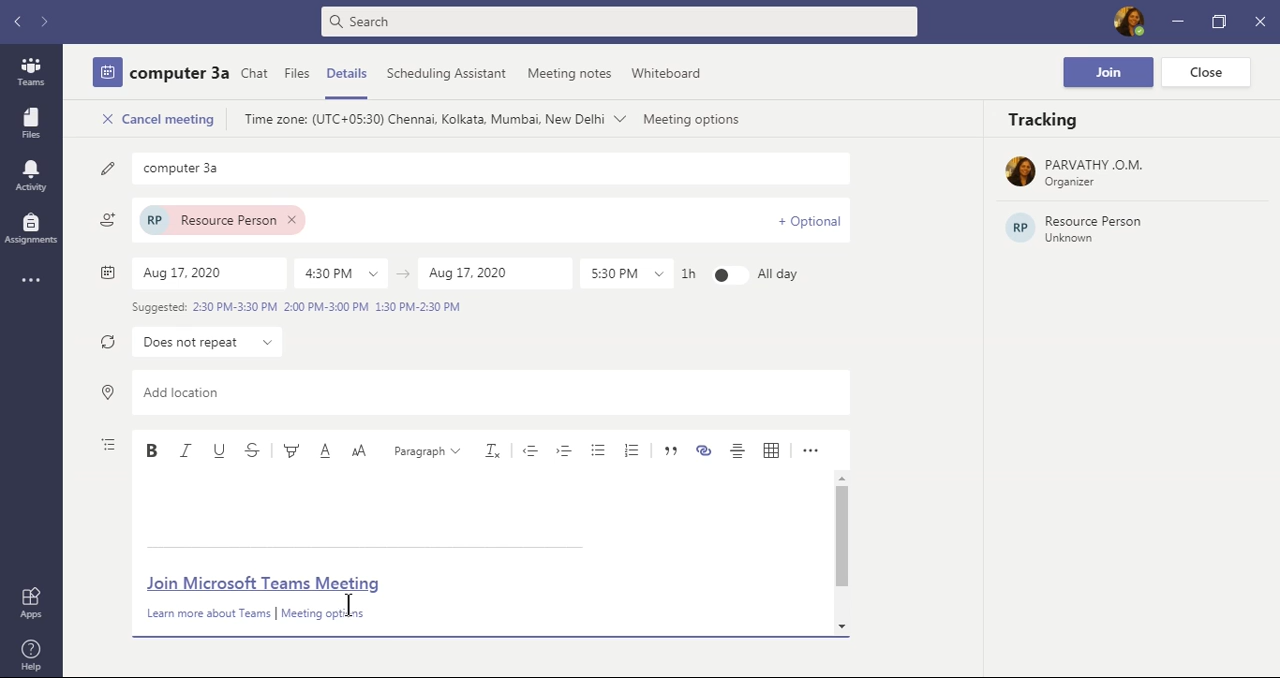 Search
Teams
Files
Activity
Assignments
Apps
Help
computer 3a Chat Files Details Scheduling Assistant Meeting notes Whiteboard Join Close
Cancel meeting Time zone: (UTC+05:30) Chennai, Kolkata, Mumbai, New Delhi Meeting options
computer 3a
RP Resource Person + Optional
Aug 17, 2020 4:30 PM Aug 17, 2020 5:30 PM 1h All day
Suggested: 2:30 PM-3:30 PM 2:00 PM-3:00 PM 1:30 PM-2:30 PM
Does not repeat
Add location
B I U S A AA Paragraph Tx
Join Microsoft Teams Meeting
Learn more about Teams | Meeting options
Tracking
PARVATHY .O.M.
Organizer
RP Resource Person
Unknown